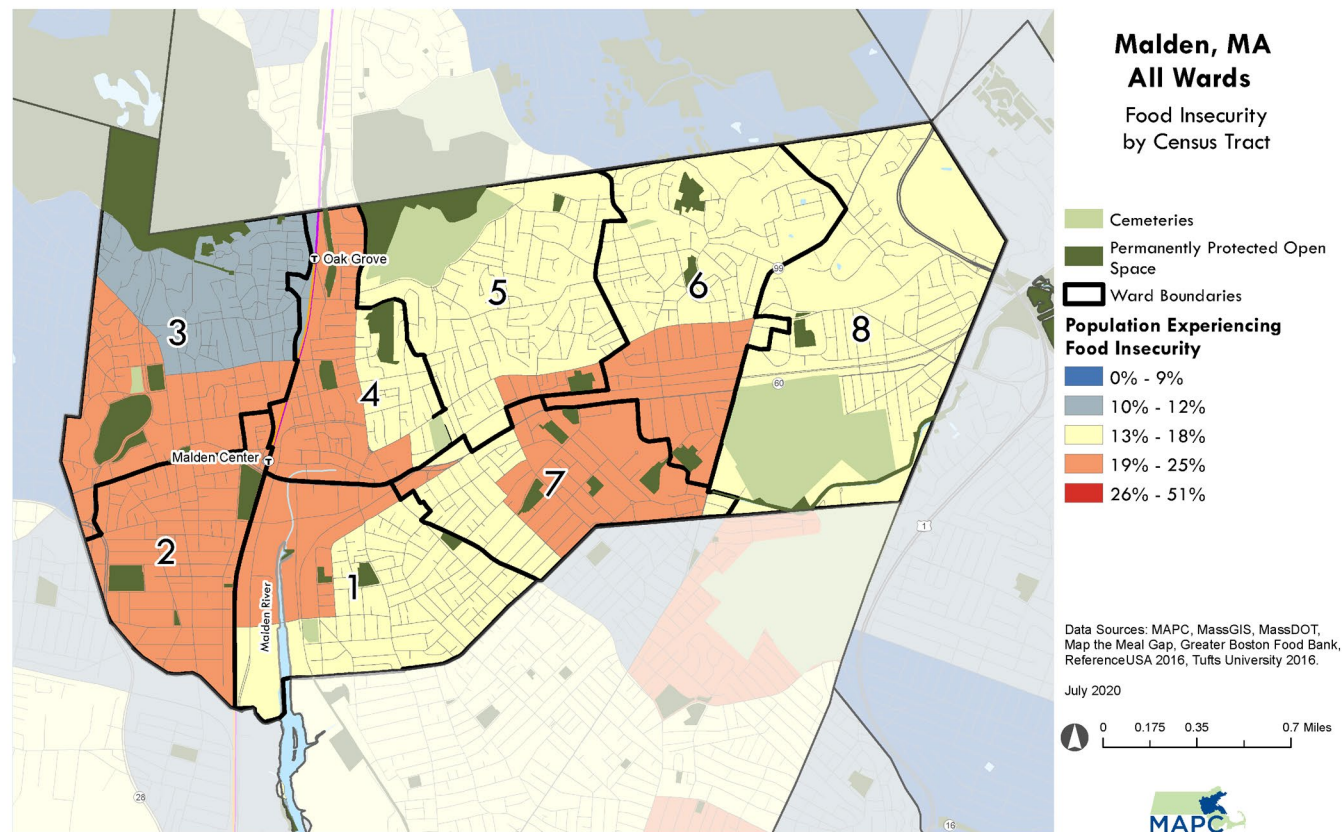 Malden, MA
All Wards
Food Insecurity
by Census Tract
Cemeteries
Permanently Protected Open
Space
Ward Boundaries
Population Experiencing
Food Insecurity
0% - 9%
10% - 12%
13% - 18%
19% - 25%
26% - 51%
Data Sources: MAPC, MassGIS, MassDOT,
Map the Meal Gap, Greater Boston Food Bank,
ReferenceUSA 2016, Tufts University 2016.
July 2020
0 0.175 0.35 0.7 Miles
MAPC
T Oak Grove
99
5
6
3
8
60
4
Malden Center T
7
1
2
1
Malden River
28
16